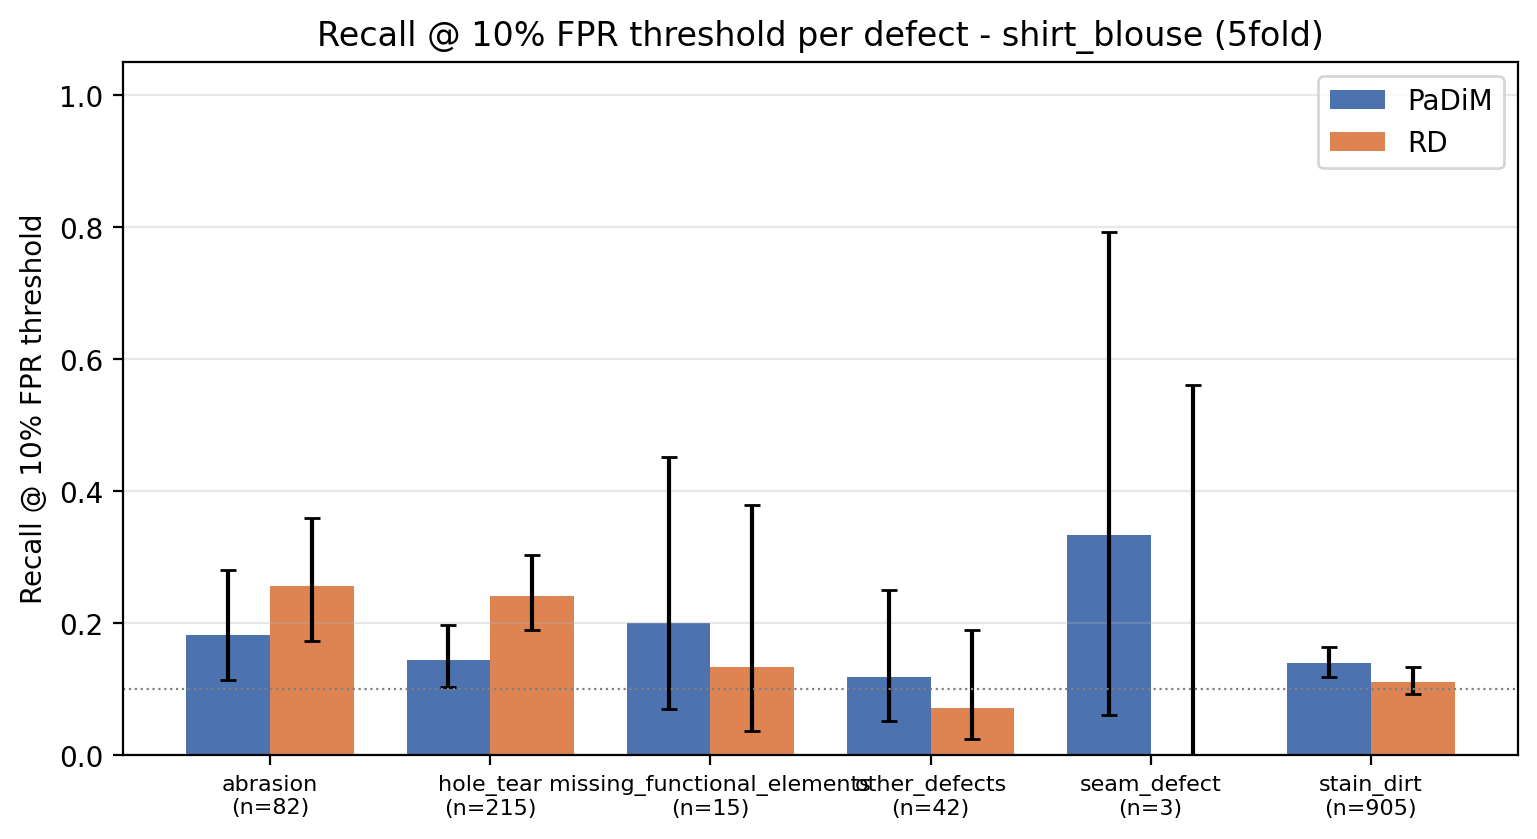 Recall @ 10% FPR threshold per defect - shirt_blouse (5fold)
PaDiM
RD
Recall @ 10% FPR threshold
1.0
0.8
0.6
0.4
0.2
0.0
abrasion
(n=82)
hole_tear
(n=215)
missing_functional_elements
(n=15)
other_defects
(n=42)
seam_defect
(n=3)
stain_dirt
(n=905)